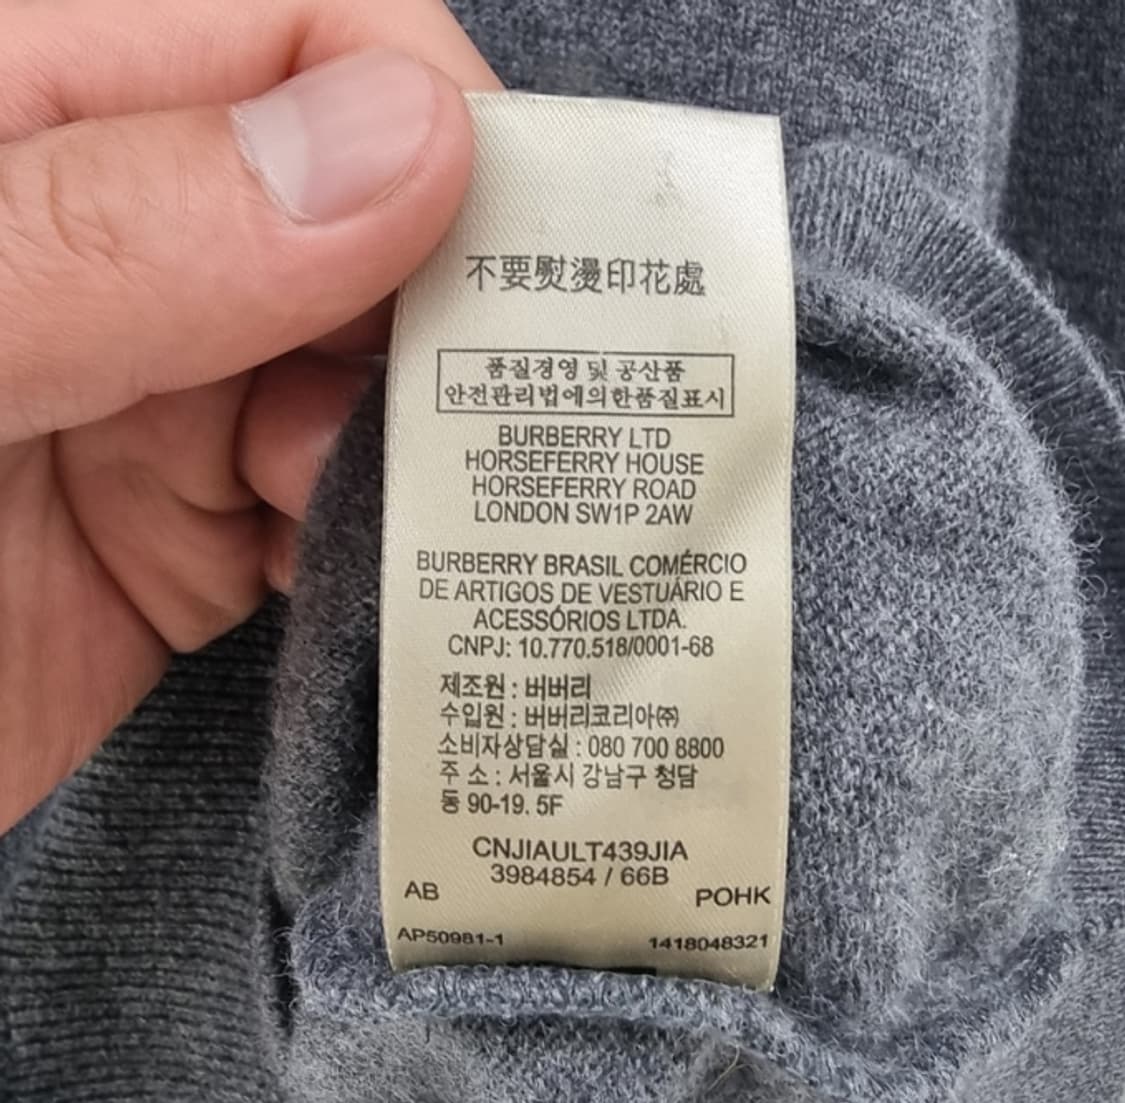 不要熨燙印花處
품질경영 및 공산품
안전관리법에의한품질표시
BURBERRY LTD
HORSEFERRY HOUSE
HORSEFERRY ROAD
LONDON SW1P 2AW
BURBERRY BRASIL COMÉRCIO
DE ARTIGOS DE VESTUÁRIO E
ACESSÓRIOS LTDA.
CNPJ: 10.770.518/0001-68
제조원 : 버버리
수입원 : 버버리코리아㈜
소비자상담실 : 080 700 8800
주 소 : 서울시 강남구 청담
동 90-19. 5F
CNJIAULT439JIA
3984854 / 66B
AB POHK
AP50981-1 1418048321